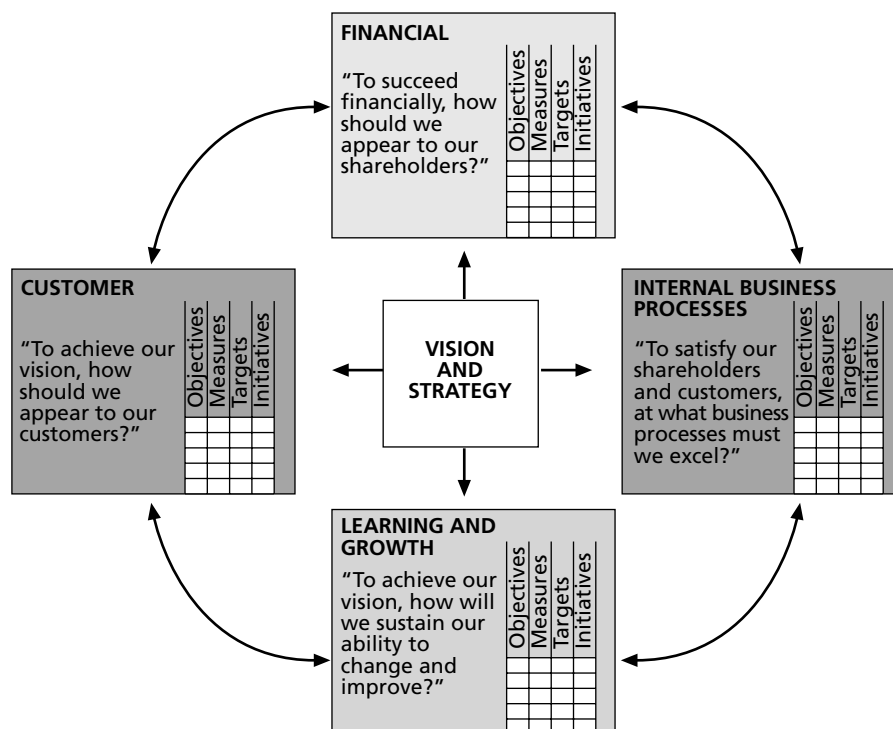 FINANCIAL
“To succeed
financially, how
should we
appear to our
shareholders?”
Objectives
Measures
Targets
Initiatives
CUSTOMER
“To achieve our
vision, how
should we
appear to our
customers?”
Objectives
Measures
Targets
Initiatives
VISION
AND
STRATEGY
INTERNAL BUSINESS
PROCESSES
“To satisfy our
shareholders
and customers,
at what business
processes must
we excel?”
Objectives
Measures
Targets
Initiatives
LEARNING AND
GROWTH
“To achieve our
vision, how will
we sustain our
ability to
change and
improve?”
Objectives
Measures
Targets
Initiatives